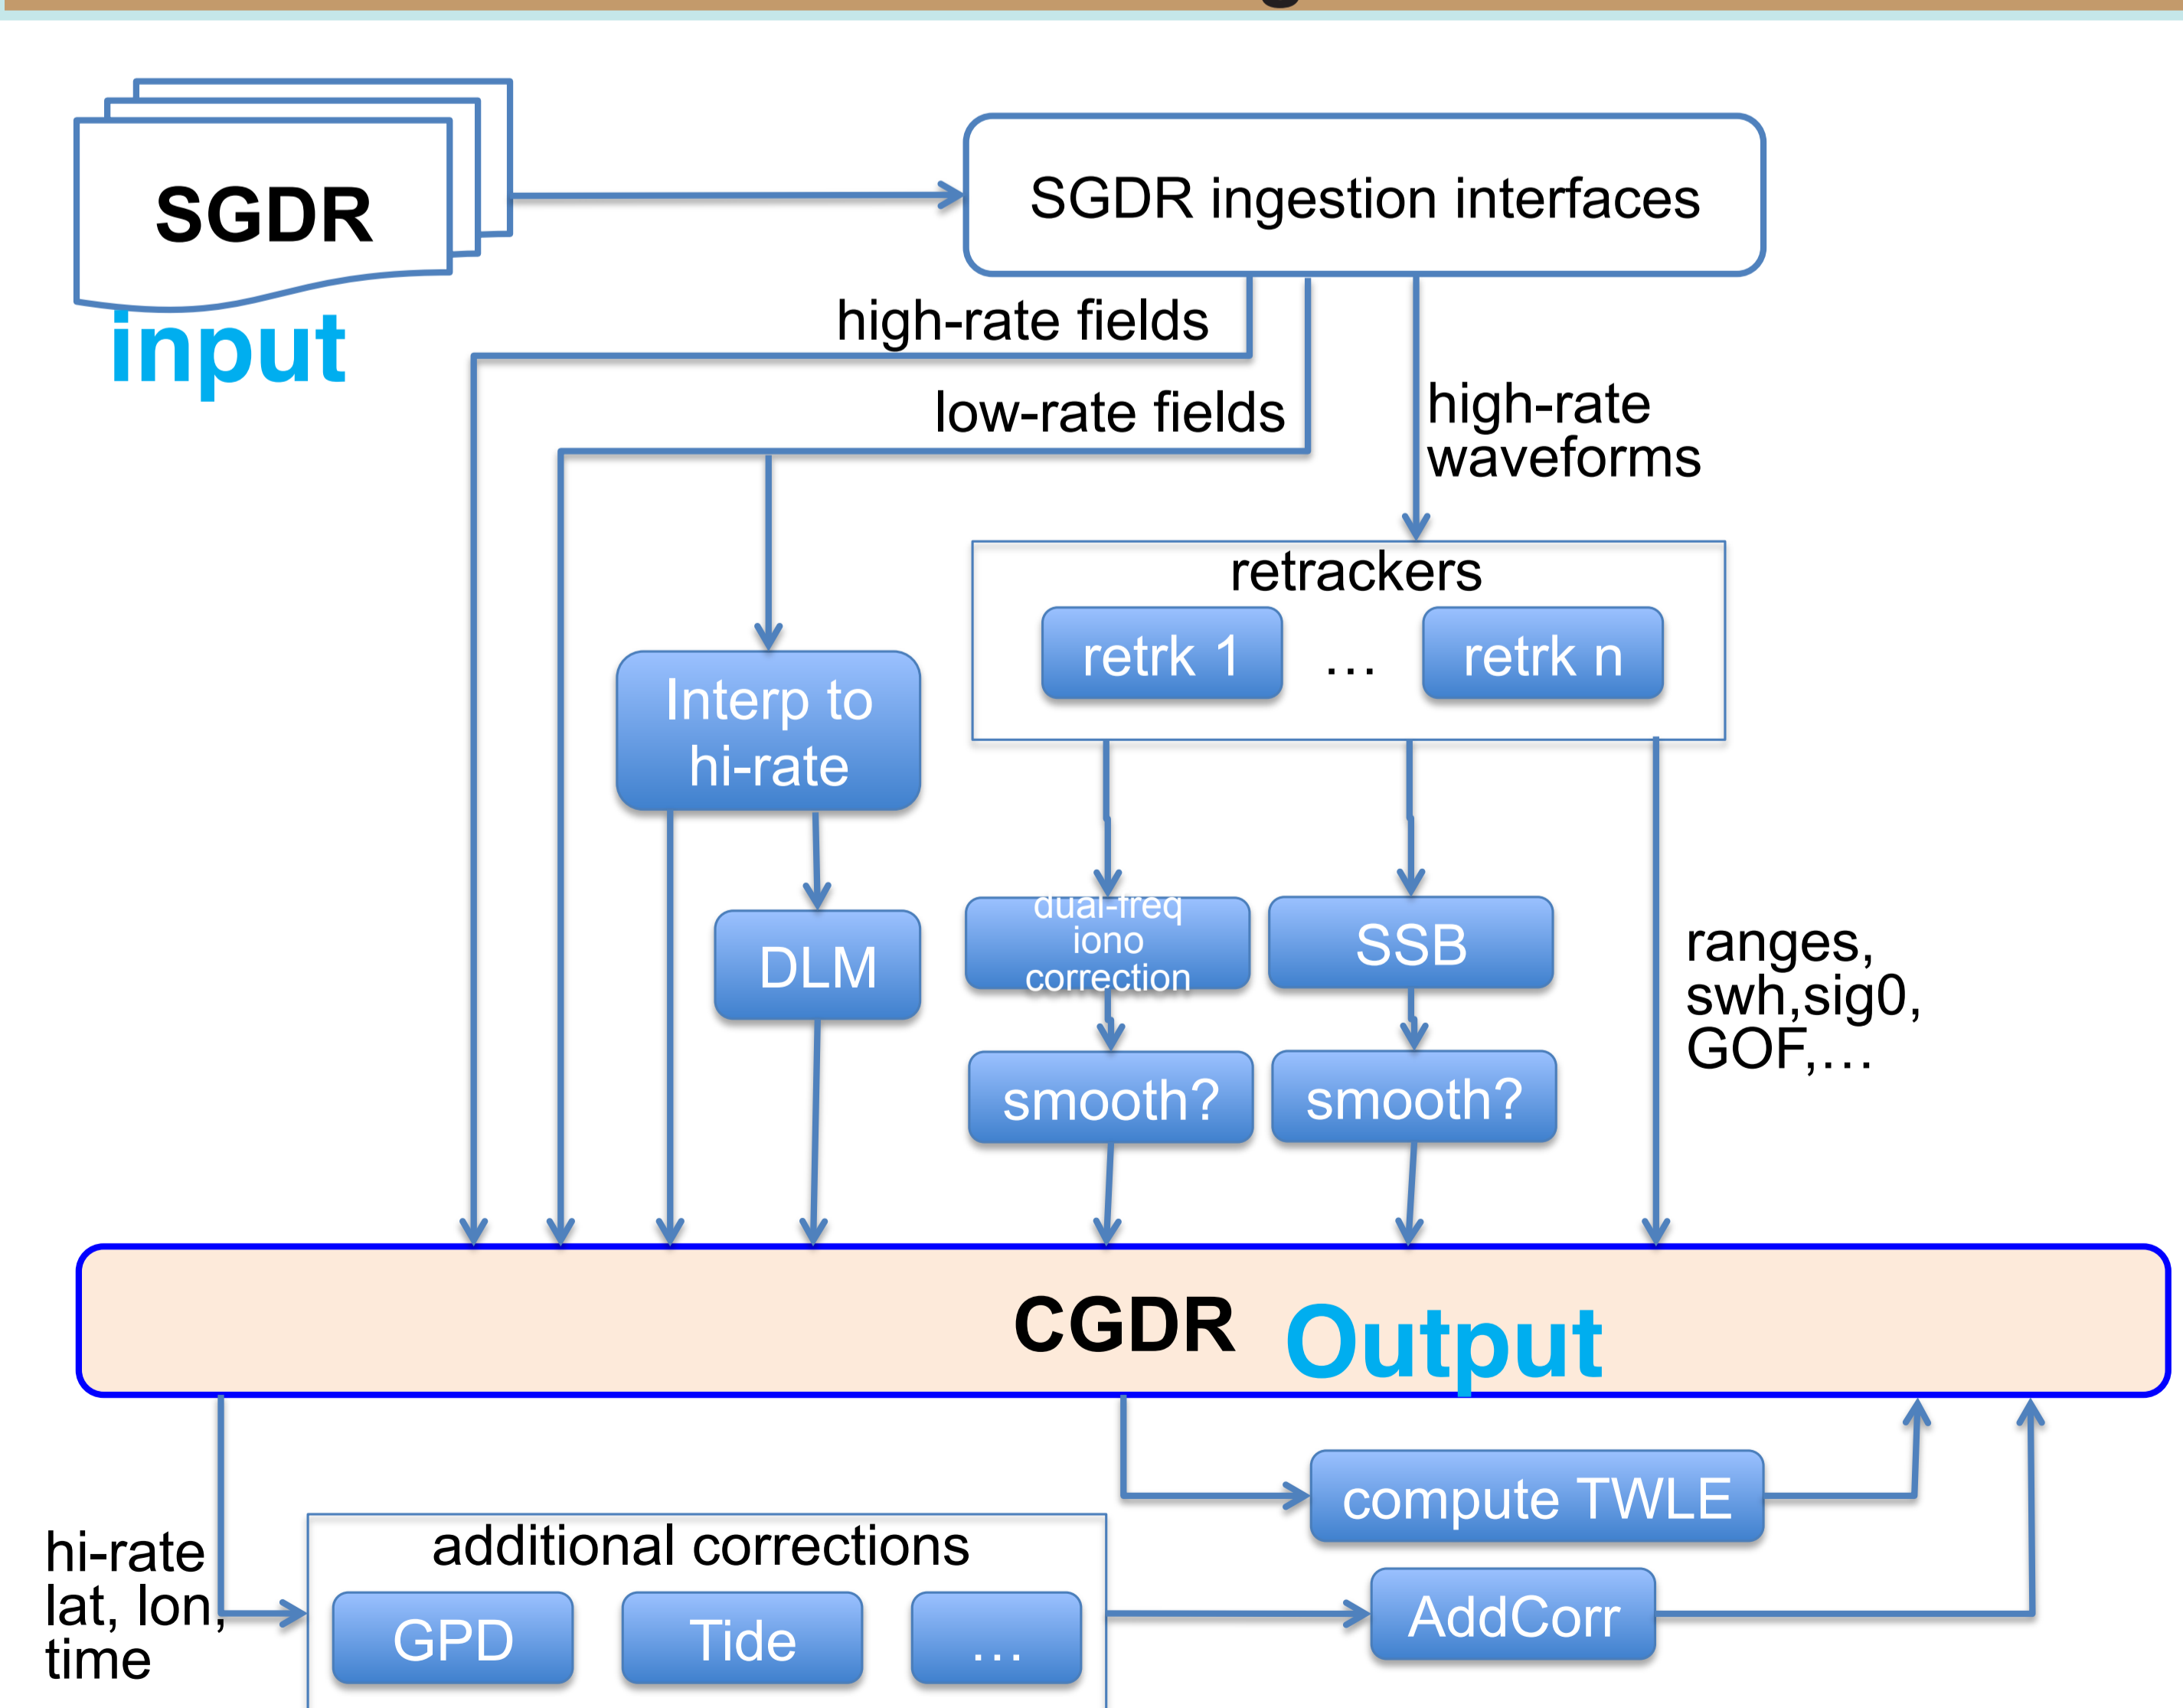 SGDR
input
SGDR ingestion interfaces
high-rate fields
low-rate fields
high-rate
waveforms
retrackers
retrk 1
...
retrk n
Interp to
hi-rate
DLM
dual-freq
iono
correction
SSB
smooth?
smooth?
ranges,
swh,sig0,
GOF,...
CGDR
Output
compute TWLE
hi-rate,
lat, lon,
time
additional corrections
GPD
Tide
...
AddCorr